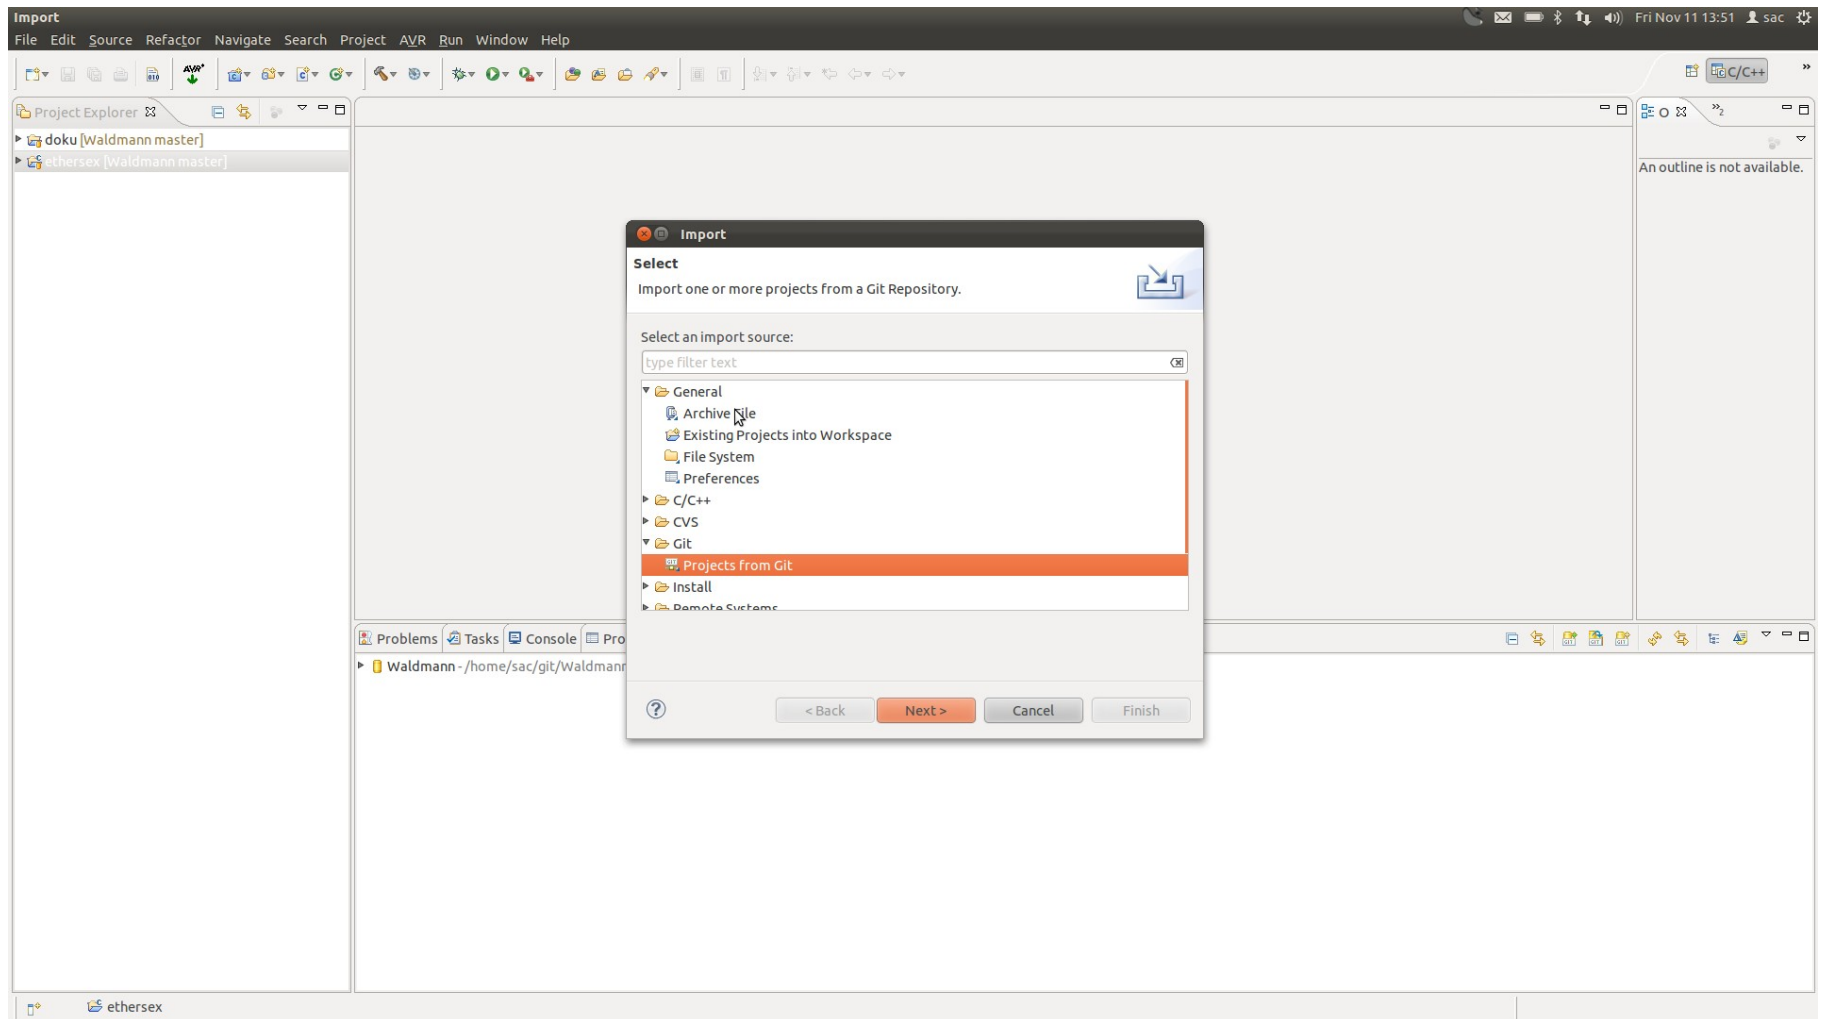 Import
Fri Nov 11 13:51 sac
File Edit Source Refactor Navigate Search Project AVR Run Window Help
AVR*
C/C++ »
Project Explorer
O »2
doku [Waldmann master]
ethersex [Waldmann master]
An outline is not available.
Import
Select
Import one or more projects from a Git Repository.
Select an import source:
type filter text
General
Archive File
Existing Projects into Workspace
File System
Preferences
C/C++
CVS
Git
Projects from Git
Install
Remote Systems
Problems Tasks Console Pro
Waldmann - /home/sac/git/Waldmann
? < Back Next > Cancel Finish
ethersex